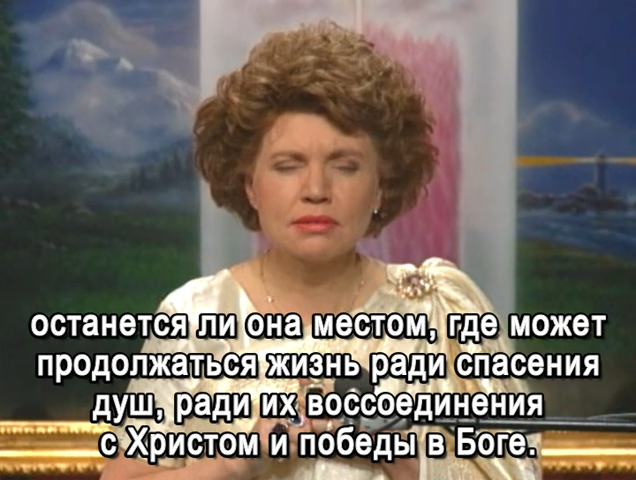 останется ли она местом, где может
продолжаться жизнь ради спасения
душ, ради их воссоединения
с Христом и победы в Боге.